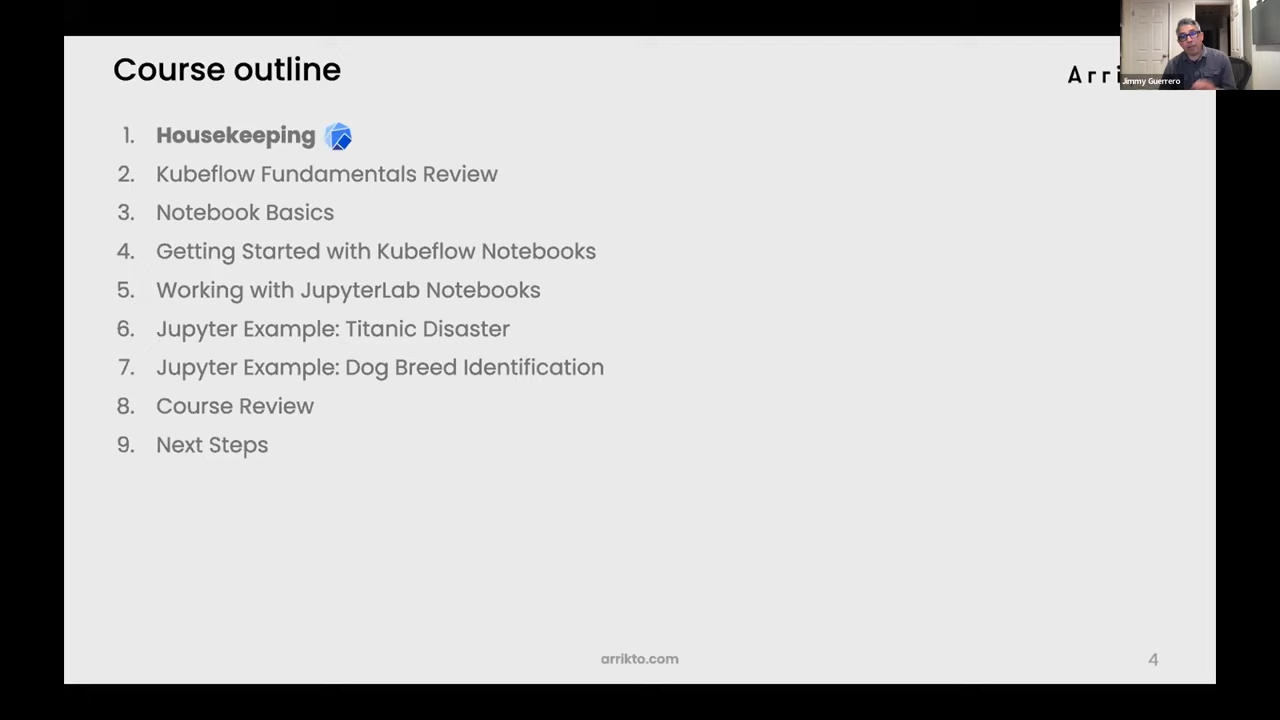 Course outline
Arri
Jimmy Guerrero
1. Housekeeping
2. Kubeflow Fundamentals Review
3. Notebook Basics
4. Getting Started with Kubeflow Notebooks
5. Working with JupyterLab Notebooks
6. Jupyter Example: Titanic Disaster
7. Jupyter Example: Dog Breed Identification
8. Course Review
9. Next Steps
arrikto.com
4